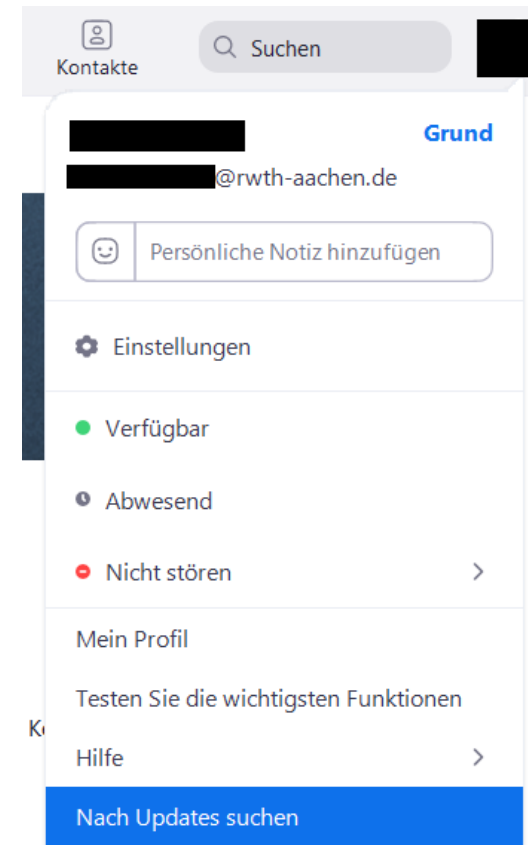 Kontakte
Suchen
Grund
@rwth-aachen.de
Persönliche Notiz hinzufügen
Einstellungen
Verfügbar
Abwesend
Nicht stören
Mein Profil
Testen Sie die wichtigsten Funktionen
Hilfe
Nach Updates suchen